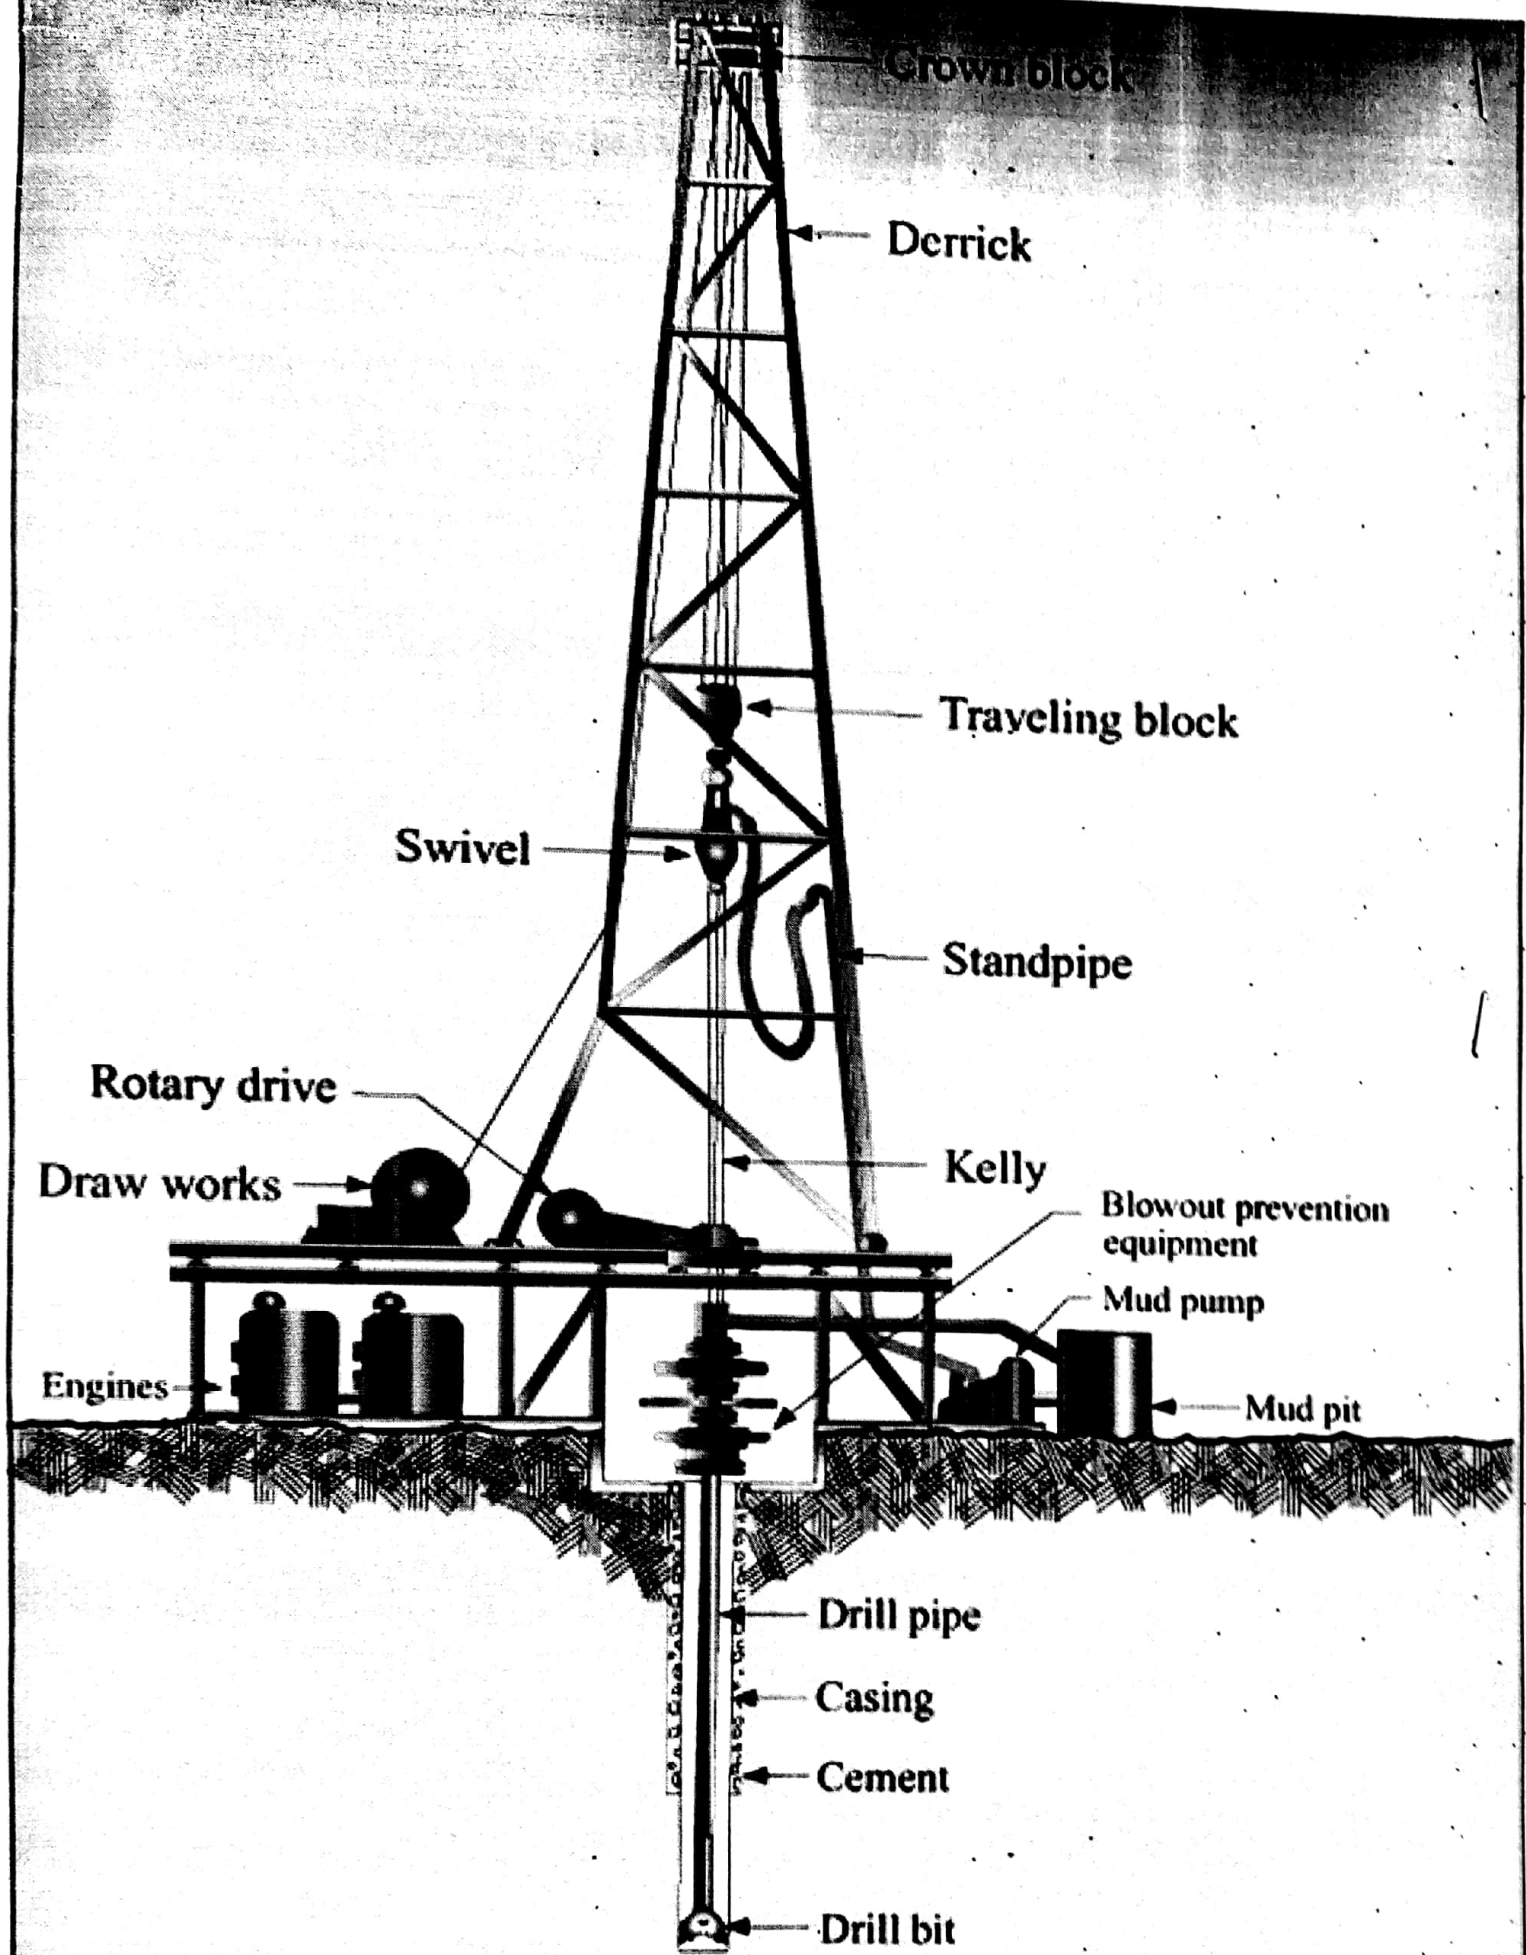 Crown block
Derrick
Traveling block
Swivel
Standpipe
Rotary drive
Draw works
Kelly
Blowout prevention
equipment
Mud pump
Engines
Mud pit
Drill pipe
Casing
Cement
Drill bit